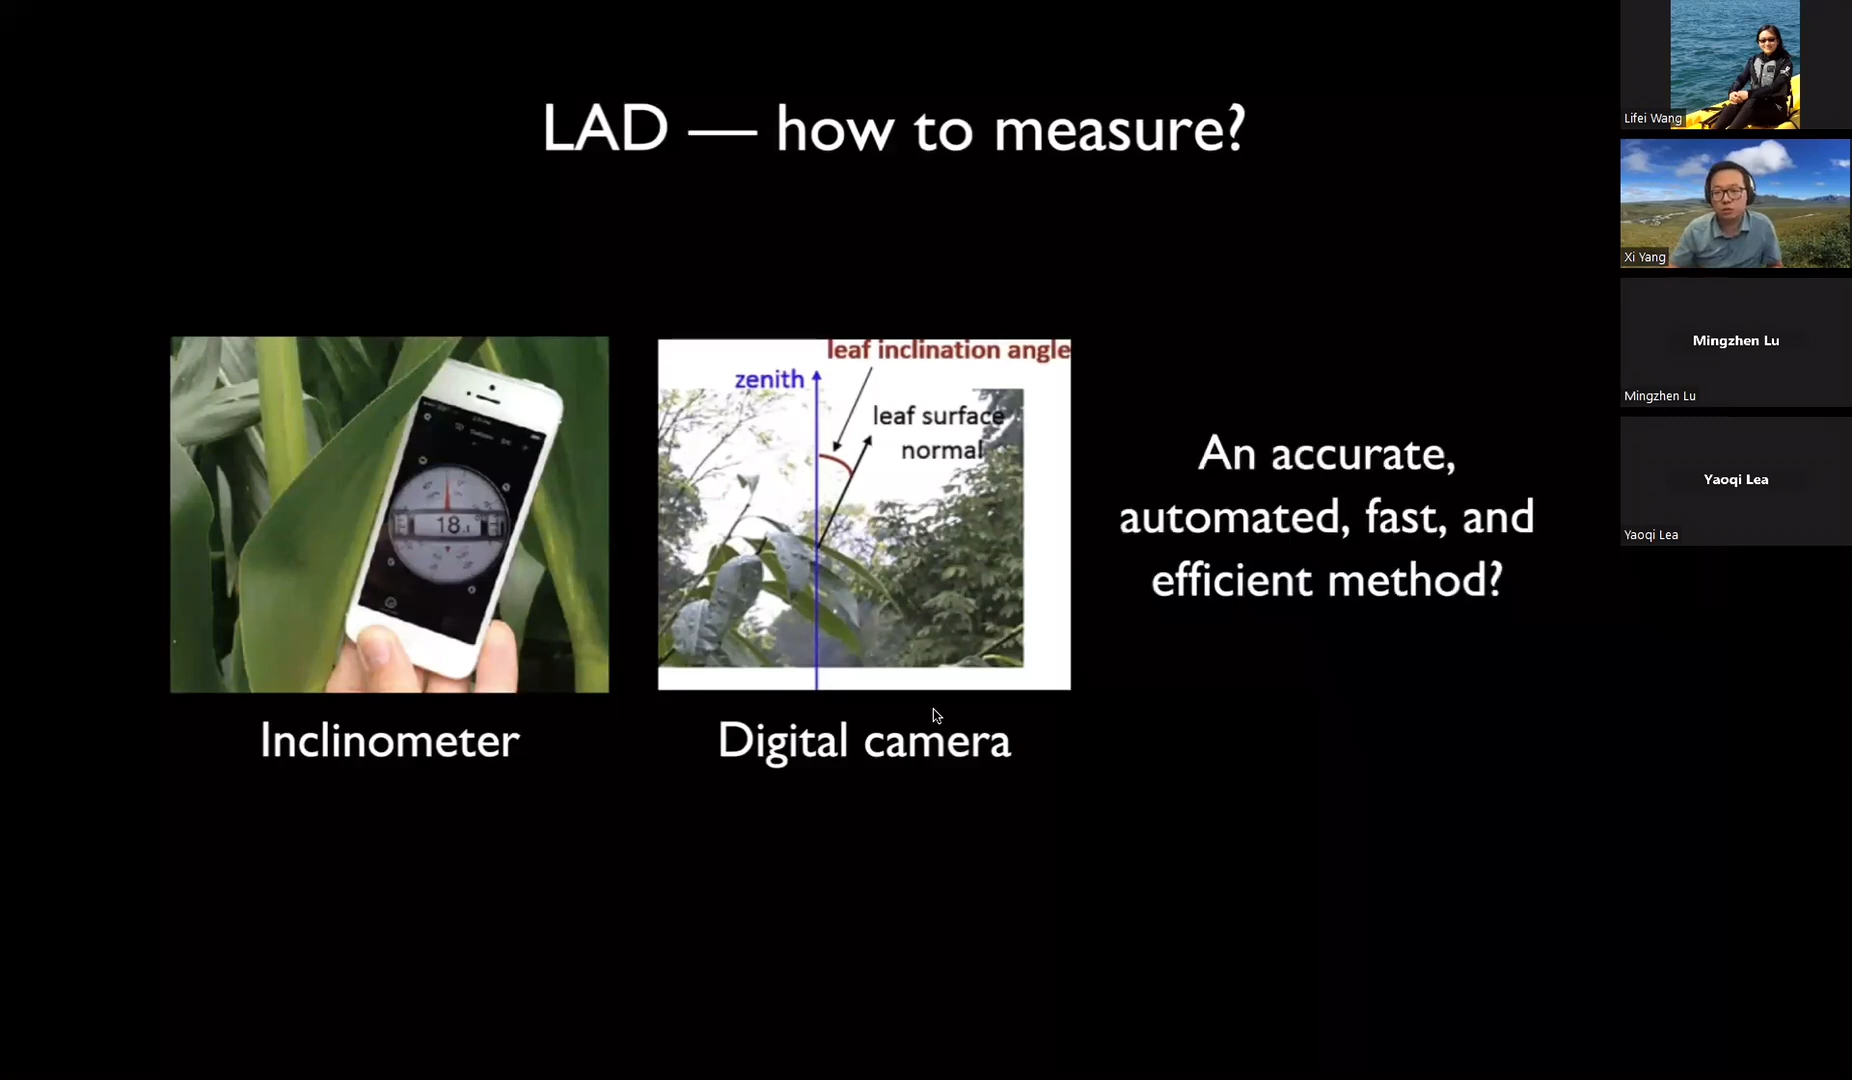 LAD — how to measure?
leaf inclination angle
zenith
leaf surface
normal
18.
An accurate,
automated, fast, and
efficient method?
Inclinometer
Digital camera
Lifei Wang
Xi Yang
Mingzhen Lu
Mingzhen Lu
Yaoqi Lea
Yaoqi Lea